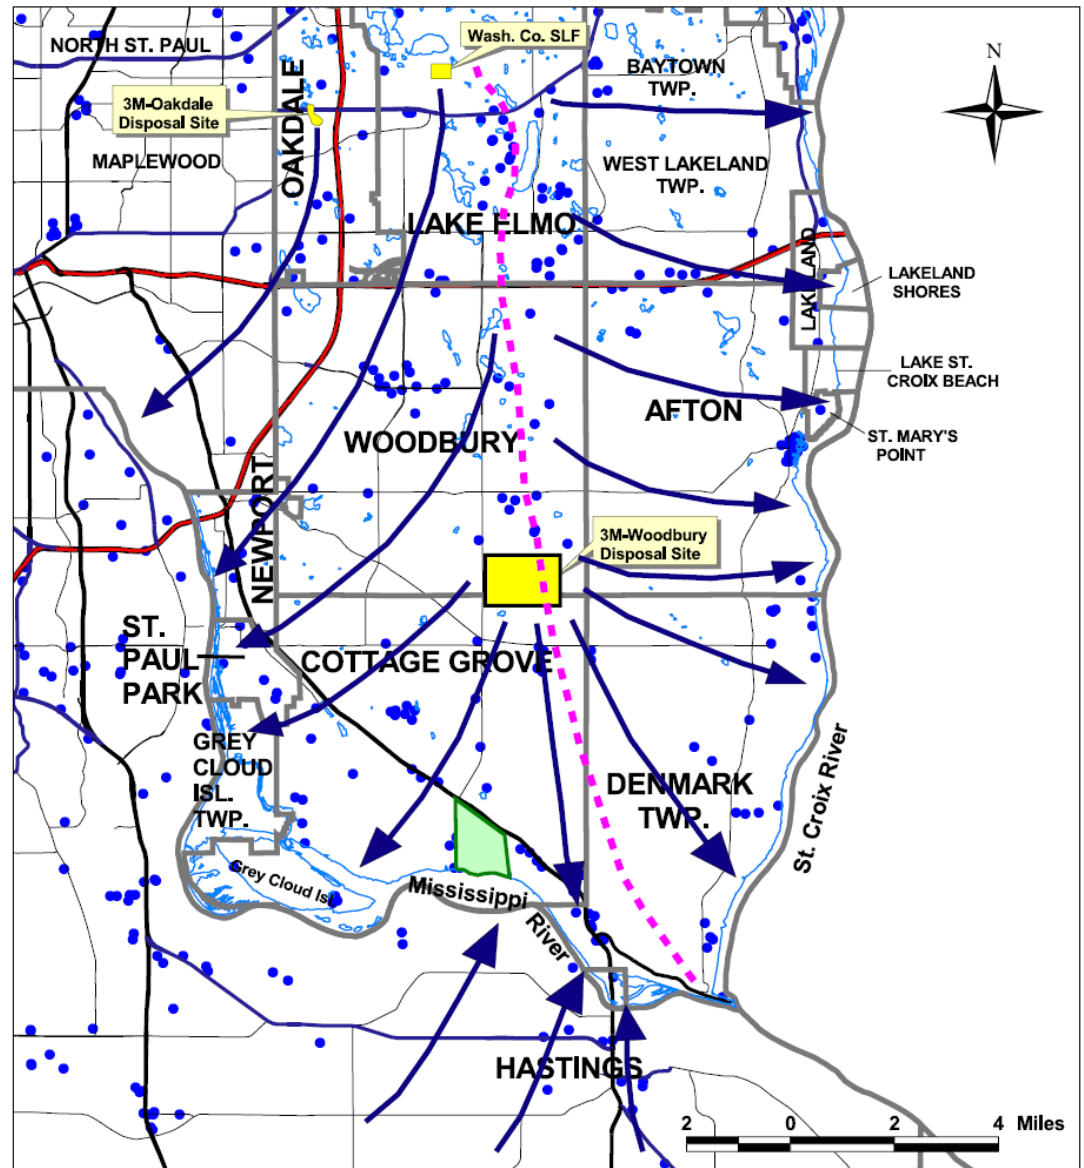 Wash. Co. SLF
NORTH ST. PAUL
BAYTOWN
TWP.
N
3M-Oakdale
Disposal Site
OAKDALE
MAPLEWOOD
WEST LAKELAND
TWP.
LAKE ELMO
LAKELAND
LAKELAND
SHORES
LAKE ST.
CROIX BEACH
AFTON
WOODBURY
ST. MARY'S
POINT
NEWPORT
3M-Woodbury
Disposal Site
ST.
PAUL
PARK
COTTAGE GROVE
GREY
CLOUD
ISL.
TWP.
DENMARK
TWP.
St. Croix River
Grey Cloud Isl.
Mississippi
River
HASTINGS
2 0 2 4 Miles